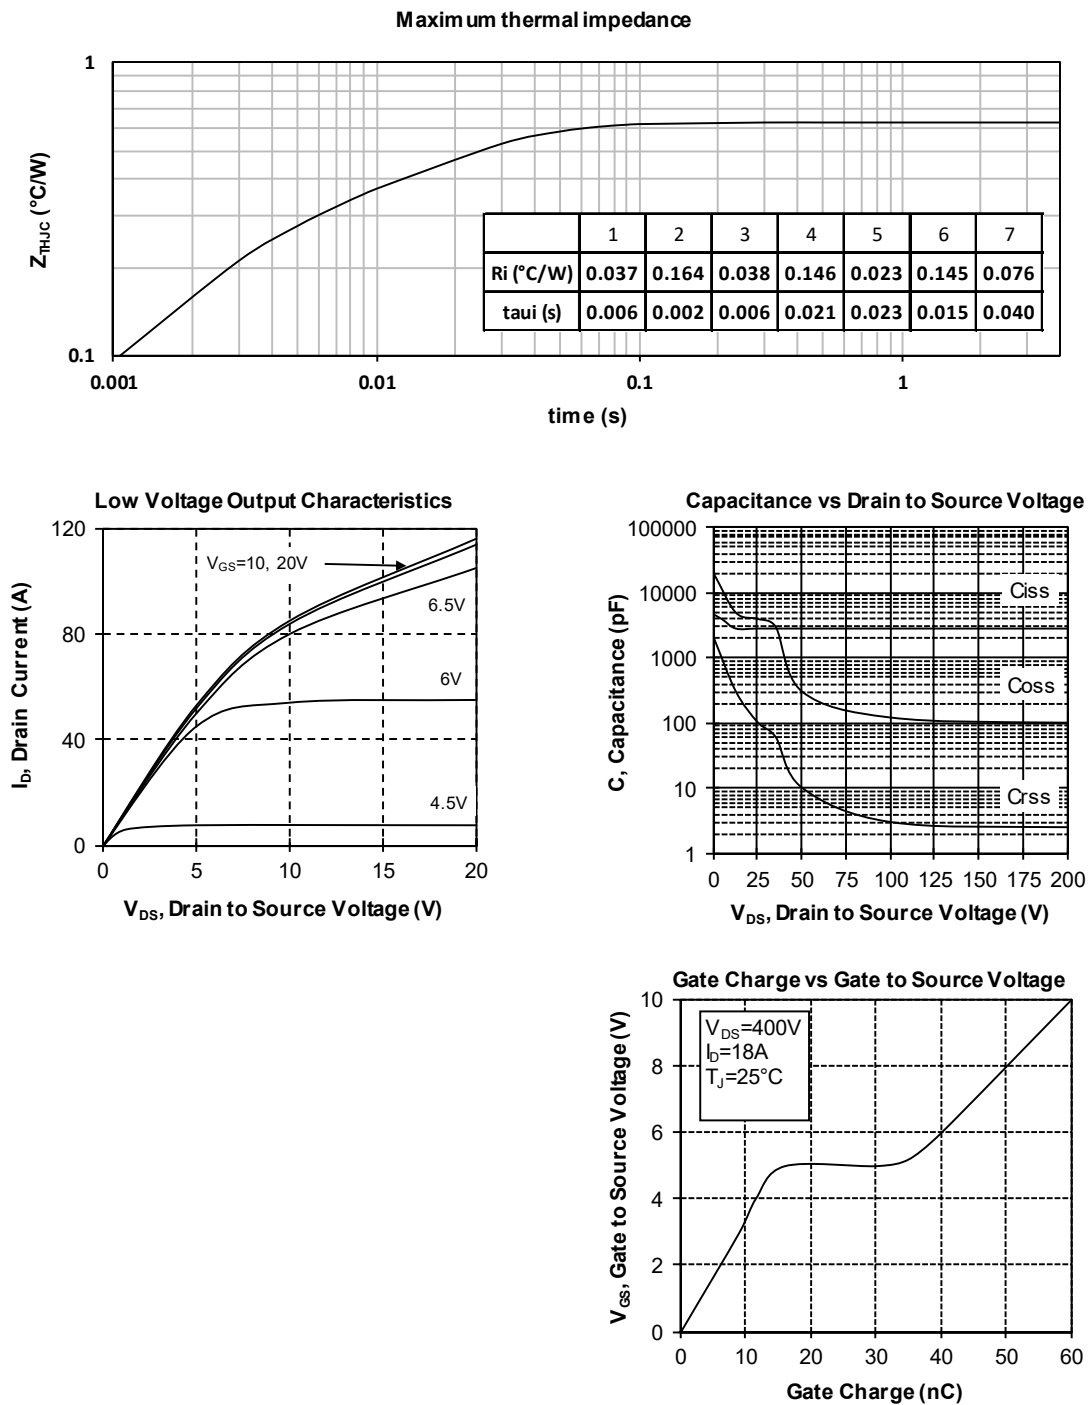 Maximum thermal impedance
1
0.1
Z_THJC (°C/W)
1 2 3 4 5 6 7
Ri (°C/W) 0.037 0.164 0.038 0.146 0.023 0.145 0.076
taui (s) 0.006 0.002 0.006 0.021 0.023 0.015 0.040
0.001 0.01 0.1 1
time (s)
Low Voltage Output Characteristics
120
80
40
0
I_D, Drain Current (A)
V_GS=10, 20V
6.5V
6V
4.5V
0 5 10 15 20
V_DS, Drain to Source Voltage (V)
Capacitance vs Drain to Source Voltage
100000
10000
1000
100
10
1
C, Capacitance (pF)
Ciss
Coss
Crss
0 25 50 75 100 125 150 175 200
V_DS, Drain to Source Voltage (V)
Gate Charge vs Gate to Source Voltage
10
8
6
4
2
0
V_GS, Gate to Source Voltage (V)
V_DS=400V
I_D=18A
T_J=25°C
0 10 20 30 40 50 60
Gate Charge (nC)